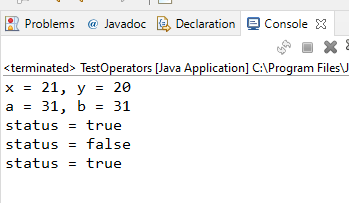 Problems @ Javadoc Declaration Console
<terminated> TestOperators [Java Application] C:\Program Files\J
x = 21, y = 20
a = 31, b = 31
status = true
status = false
status = true